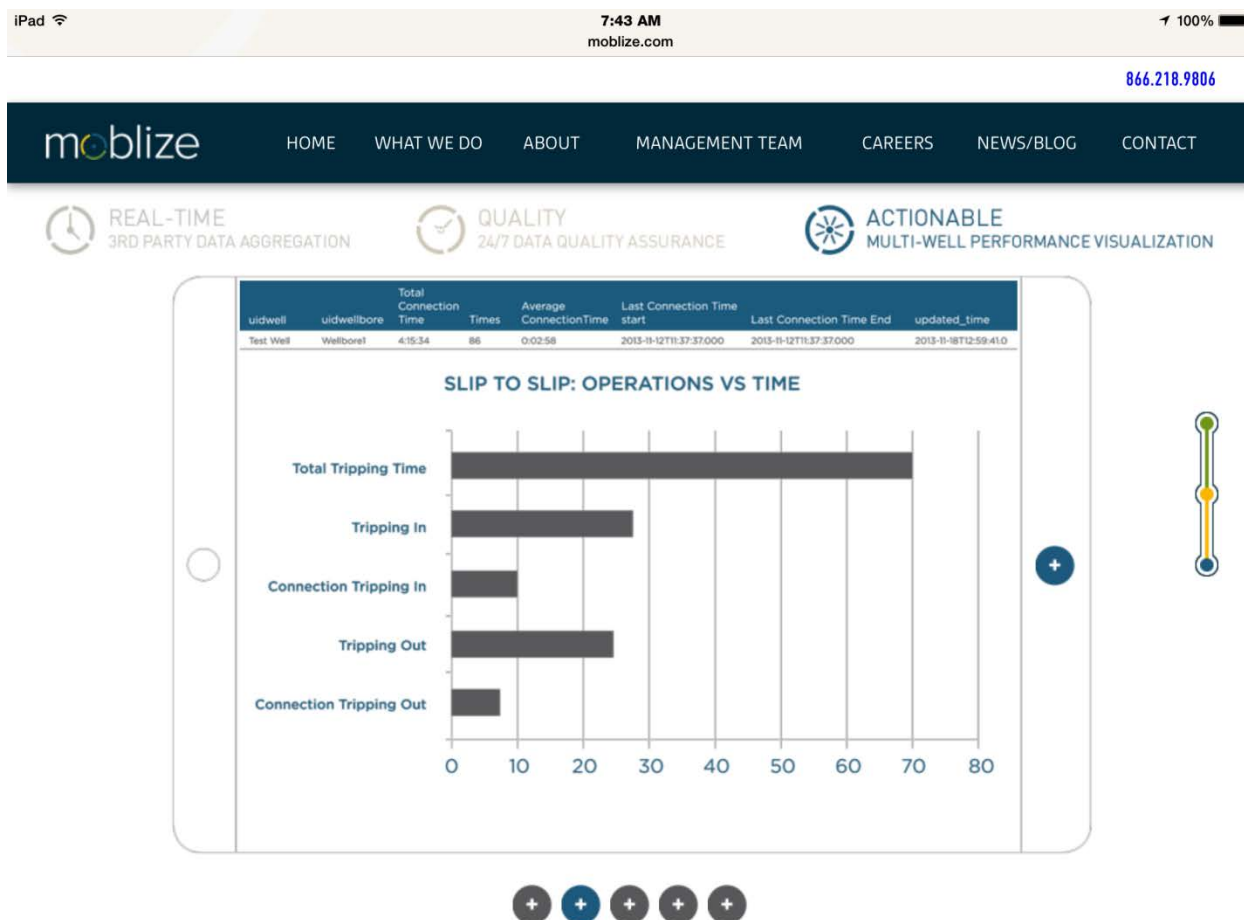 iPad 7:43 AM 100%
moblize.com
866.218.9806
moblize HOME WHAT WE DO ABOUT MANAGEMENT TEAM CAREERS NEWS/BLOG CONTACT
REAL-TIME
3RD PARTY DATA AGGREGATION
QUALITY
24/7 DATA QUALITY ASSURANCE
ACTIONABLE
MULTI-WELL PERFORMANCE VISUALIZATION
uidwell uidwellbore Total Connection Time Times Average ConnectionTime Last Connection Time start Last Connection Time End updated_time
Test Well Wellbore1 4:15:34 86 0:02:58 2013-11-12T11:37:37.000 2013-11-12T11:37:37.000 2013-11-18T12:59:41.0
SLIP TO SLIP: OPERATIONS VS TIME
Total Tripping Time
Tripping In
Connection Tripping In
Tripping Out
Connection Tripping Out
0 10 20 30 40 50 60 70 80